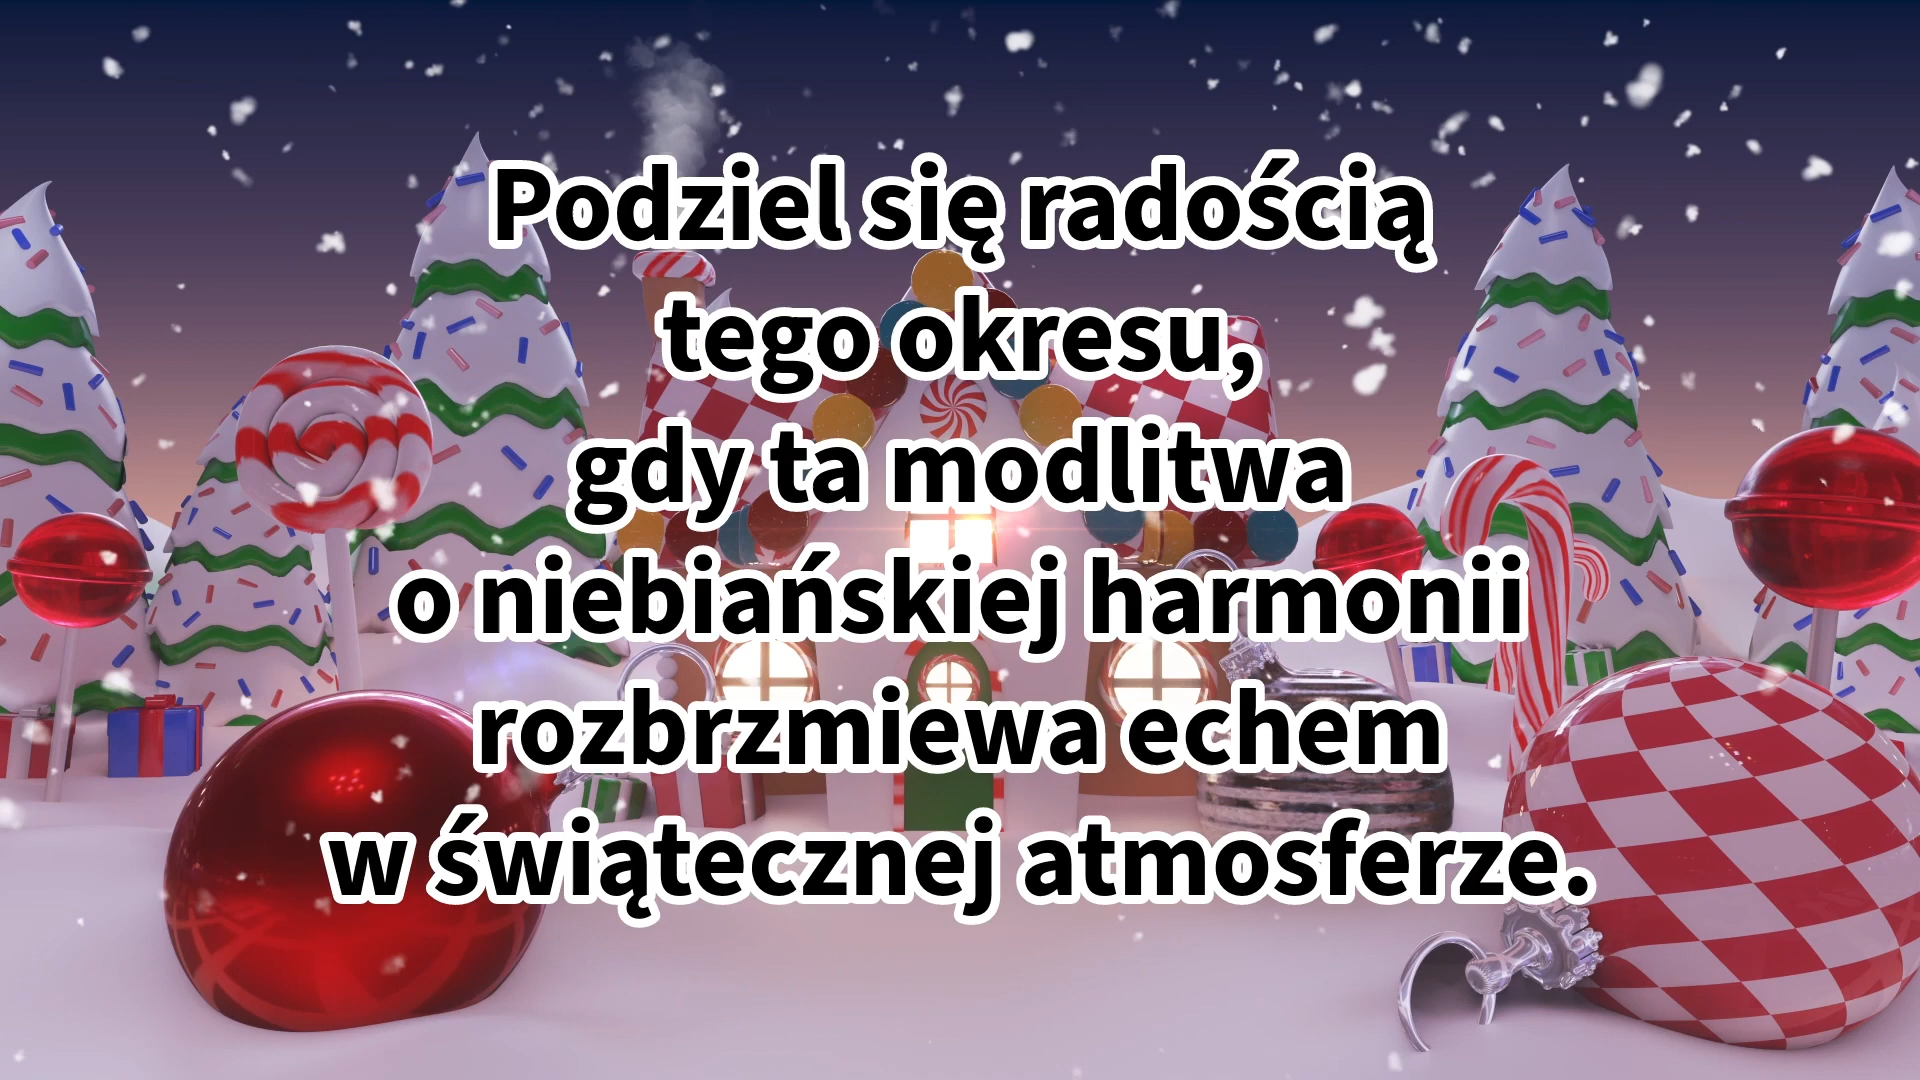 Podziel się radością
tego okresu,
gdy ta modlitwa
o niebiańskiej harmonii
rozbrzmiewa echem
w świątecznej atmosferze.